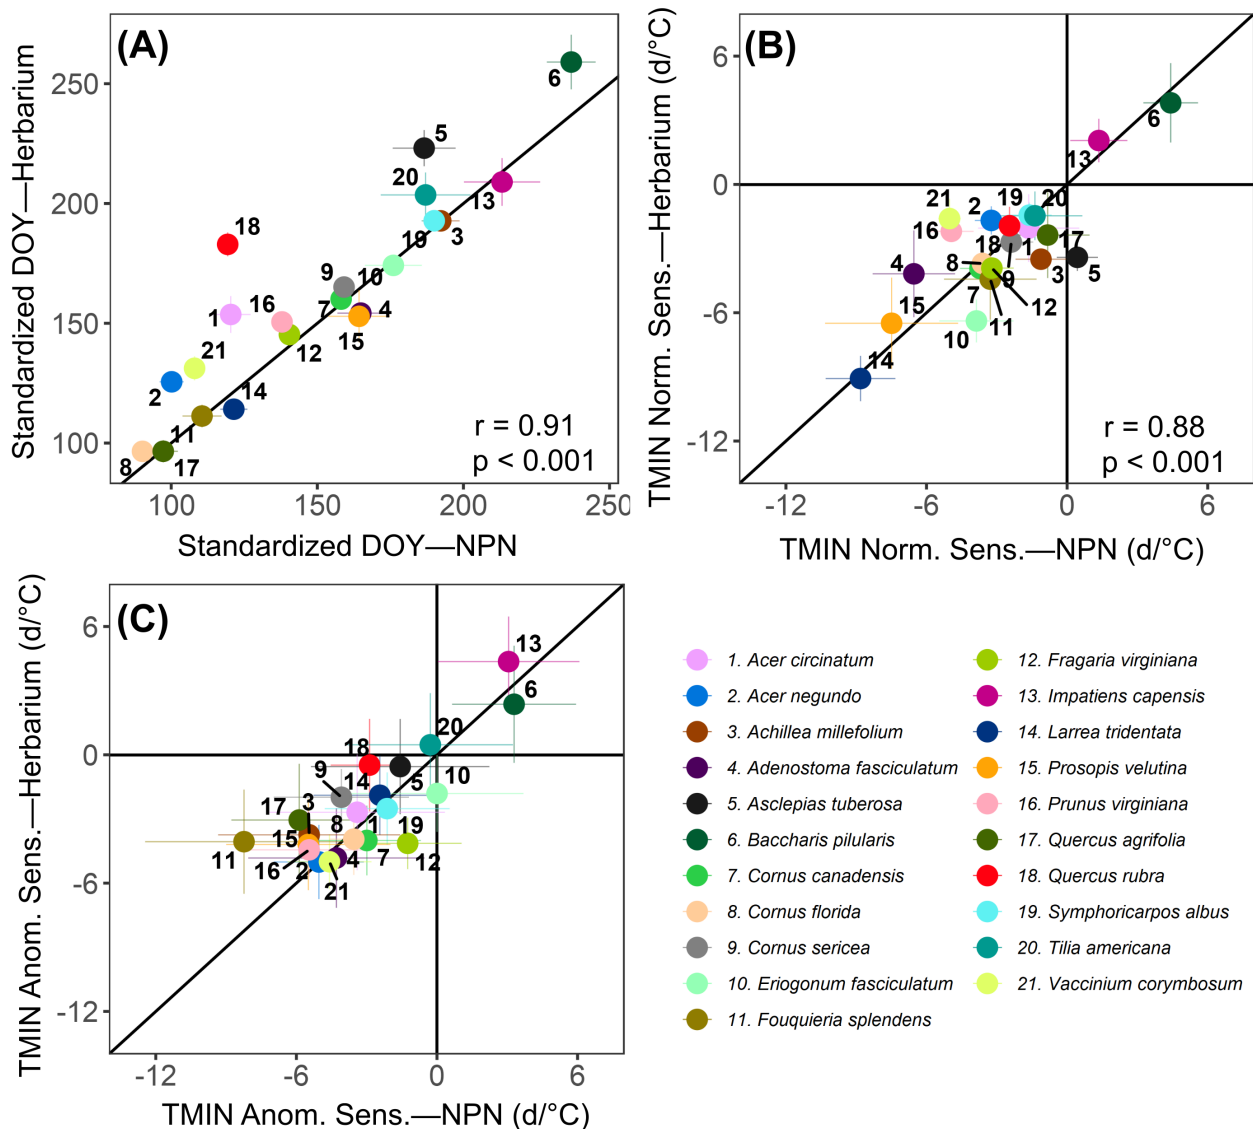 (A)
Standardized DOY—Herbarium
250
200
150
100
6
5
20
13
3
19
18
10
9
7
4
15
16
1
12
21
2
14
11
8
17
r = 0.91
p < 0.001
100
150
200
250
Standardized DOY—NPN
(B)
TMIN Norm. Sens.—Herbarium (d/°C)
6
0
-6
-12
6
13
21
2
19
20
16
18
1
17
4
8
9
3
5
7
12
15
10
11
14
r = 0.88
p < 0.001
-12
-6
0
6
TMIN Norm. Sens.—NPN (d/°C)
(C)
TMIN Anom. Sens.—Herbarium (d/°C)
6
0
-6
-12
13
6
20
18
9
14
5
10
17
3
8
1
19
15
11
16
2
4
7
12
21
-12
-6
0
6
TMIN Anom. Sens.—NPN (d/°C)
1. Acer circinatum
2. Acer negundo
3. Achillea millefolium
4. Adenostoma fasciculatum
5. Asclepias tuberosa
6. Baccharis pilularis
7. Cornus canadensis
8. Cornus florida
9. Cornus sericea
10. Eriogonum fasciculatum
11. Fouquieria splendens
12. Fragaria virginiana
13. Impatiens capensis
14. Larrea tridentata
15. Prosopis velutina
16. Prunus virginiana
17. Quercus agrifolia
18. Quercus rubra
19. Symphoricarpos albus
20. Tilia americana
21. Vaccinium corymbosum